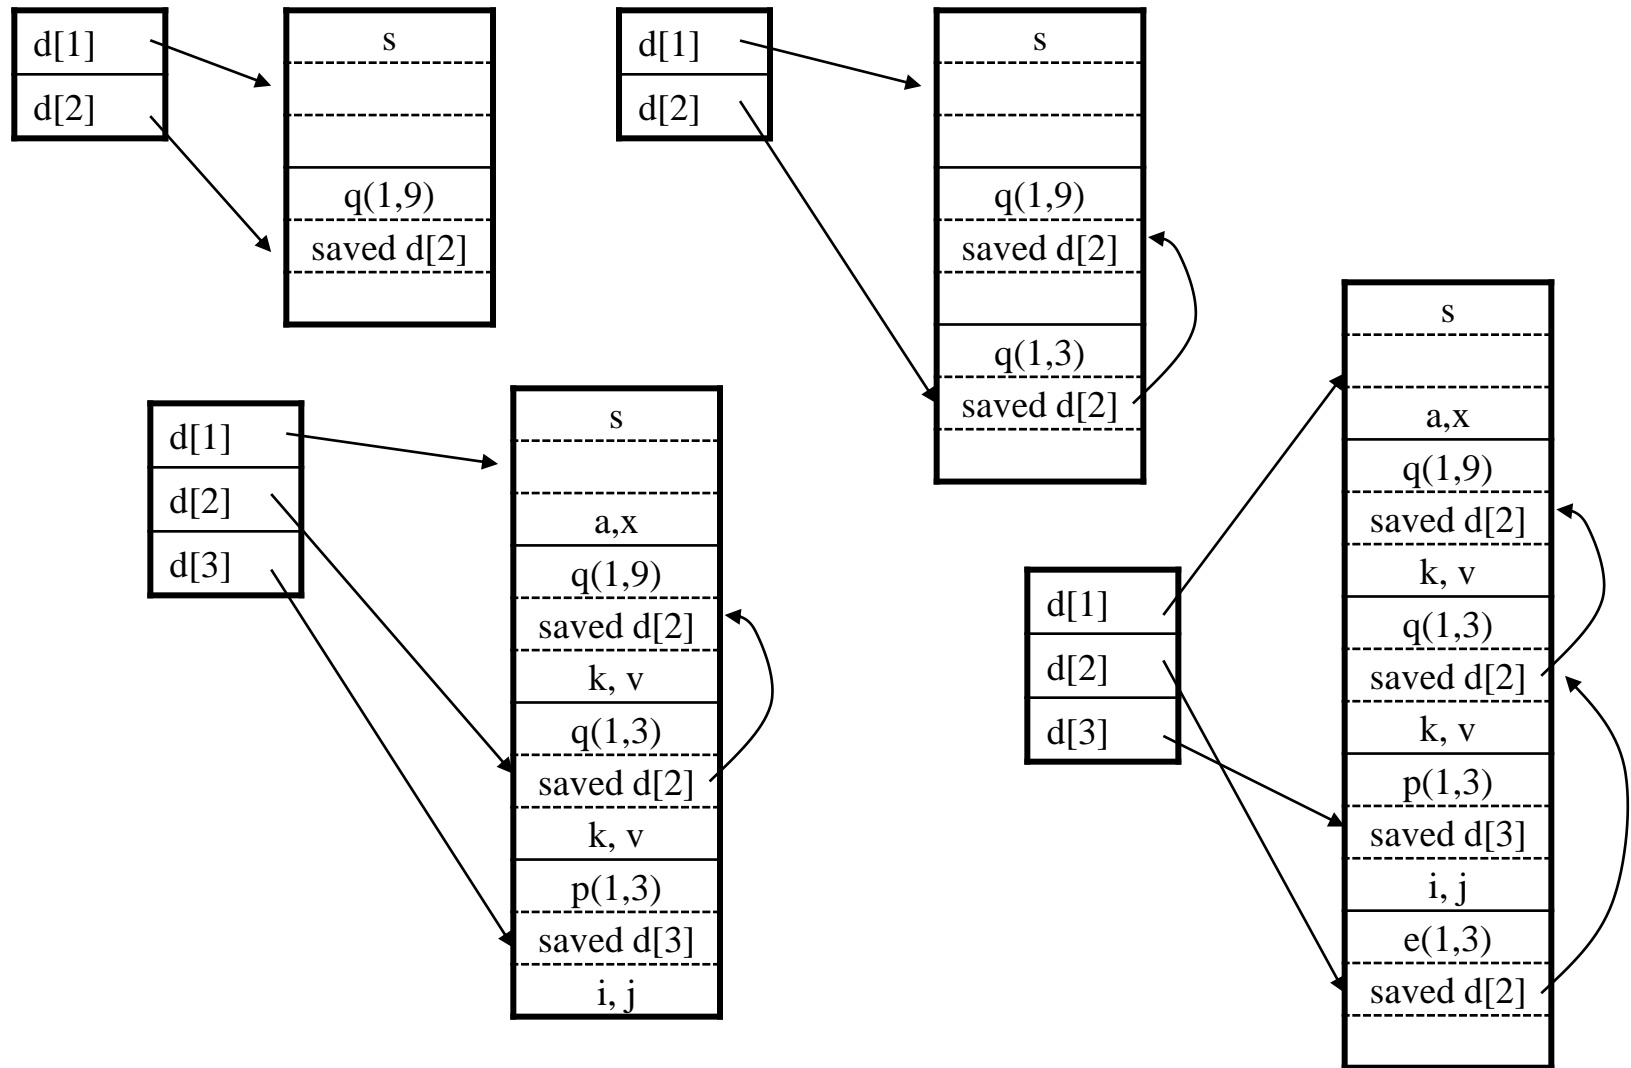 d[1]
d[2]
s
q(1,9)
saved d[2]
d[1]
d[2]
s
q(1,9)
saved d[2]
q(1,3)
saved d[2]
d[1]
d[2]
d[3]
s
a,x
q(1,9)
saved d[2]
k, v
q(1,3)
saved d[2]
k, v
p(1,3)
saved d[3]
i, j
d[1]
d[2]
d[3]
s
a,x
q(1,9)
saved d[2]
k, v
q(1,3)
saved d[2]
k, v
p(1,3)
saved d[3]
i, j
e(1,3)
saved d[2]